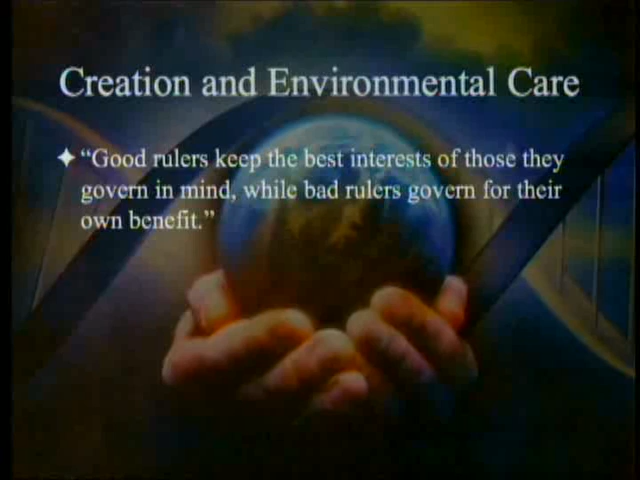 Creation and Environmental Care
✦ “Good rulers keep the best interests of those they
govern in mind, while bad rulers govern for their
own benefit.”